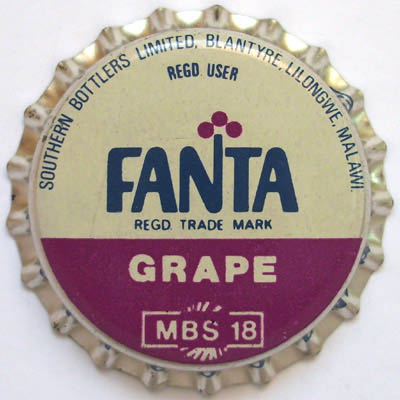 SOUTHERN BOTTLERS LIMITED, BLANTYRE, LILONGWE, MALAWI.
REGD. USER
FANTA
REGD. TRADE MARK
GRAPE
MBS 18